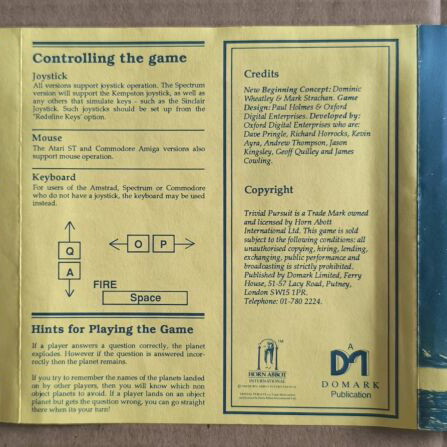 Controlling the game
Joystick
All versions support joystick operation. The Spectrum
version will support the Kempston joystick, as well as
any others that simulate keys - such as the Sinclair
Joystick. Such joysticks should be set up from the
'Redefine Keys' option.
Mouse
The Atari ST and Commodore Amiga versions also
support mouse operation.
Keyboard
For users of the Amstrad, Spectrum or Commodore
who do not have a joystick, the keyboard may be used
instead.
Q
A
O P
FIRE
Space
Hints for Playing the Game
If a player answers a question correctly, the planet
explodes. However if the question is answered incor-
rectly then the planet remains.
If you try to remember the names of the planets landed
on by other players, then you will know which non
object planets to avoid. If a player lands on an object
planet but gets the question wrong, you can go straight
there when its your turn!
Credits
New Beginning Concept: Dominic
Wheatley & Mark Strachan. Game
Design: Paul Holmes & Oxford
Digital Enterprises. Developed by:
Oxford Digital Enterprises who are:
Dave Pringle, Richard Horrocks, Kevin
Ayra, Andrew Thompson, Jason
Kingsley, Geoff Quilley and James
Cowling.
Copyright
Trivial Pursuit is a Trade Mark owned
and licensed by Horn Abott
International Ltd. This game is sold
subject to the following conditions: all
unauthorised copying, hiring, lending,
exchanging, public performance and
broadcasting is strictly prohibited.
Published by Domark Limited, Ferry
House, 51-57 Lacy Road, Putney,
London SW15 1PR.
Telephone: 01-780 2224.
TM
HORN ABBOT
INTERNATIONAL
A
DOMARK
Publication